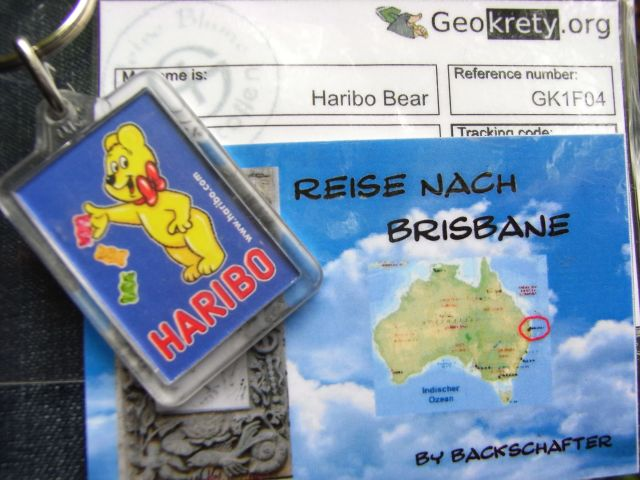 Geokrety.org
name is:
Haribo Bear
Reference number:
GK1F04
Tracking code:
www.haribo.com
HARIBO
REISE NACH
BRISBANE
Indischer
Ozean
BY BACKSCHAFTER